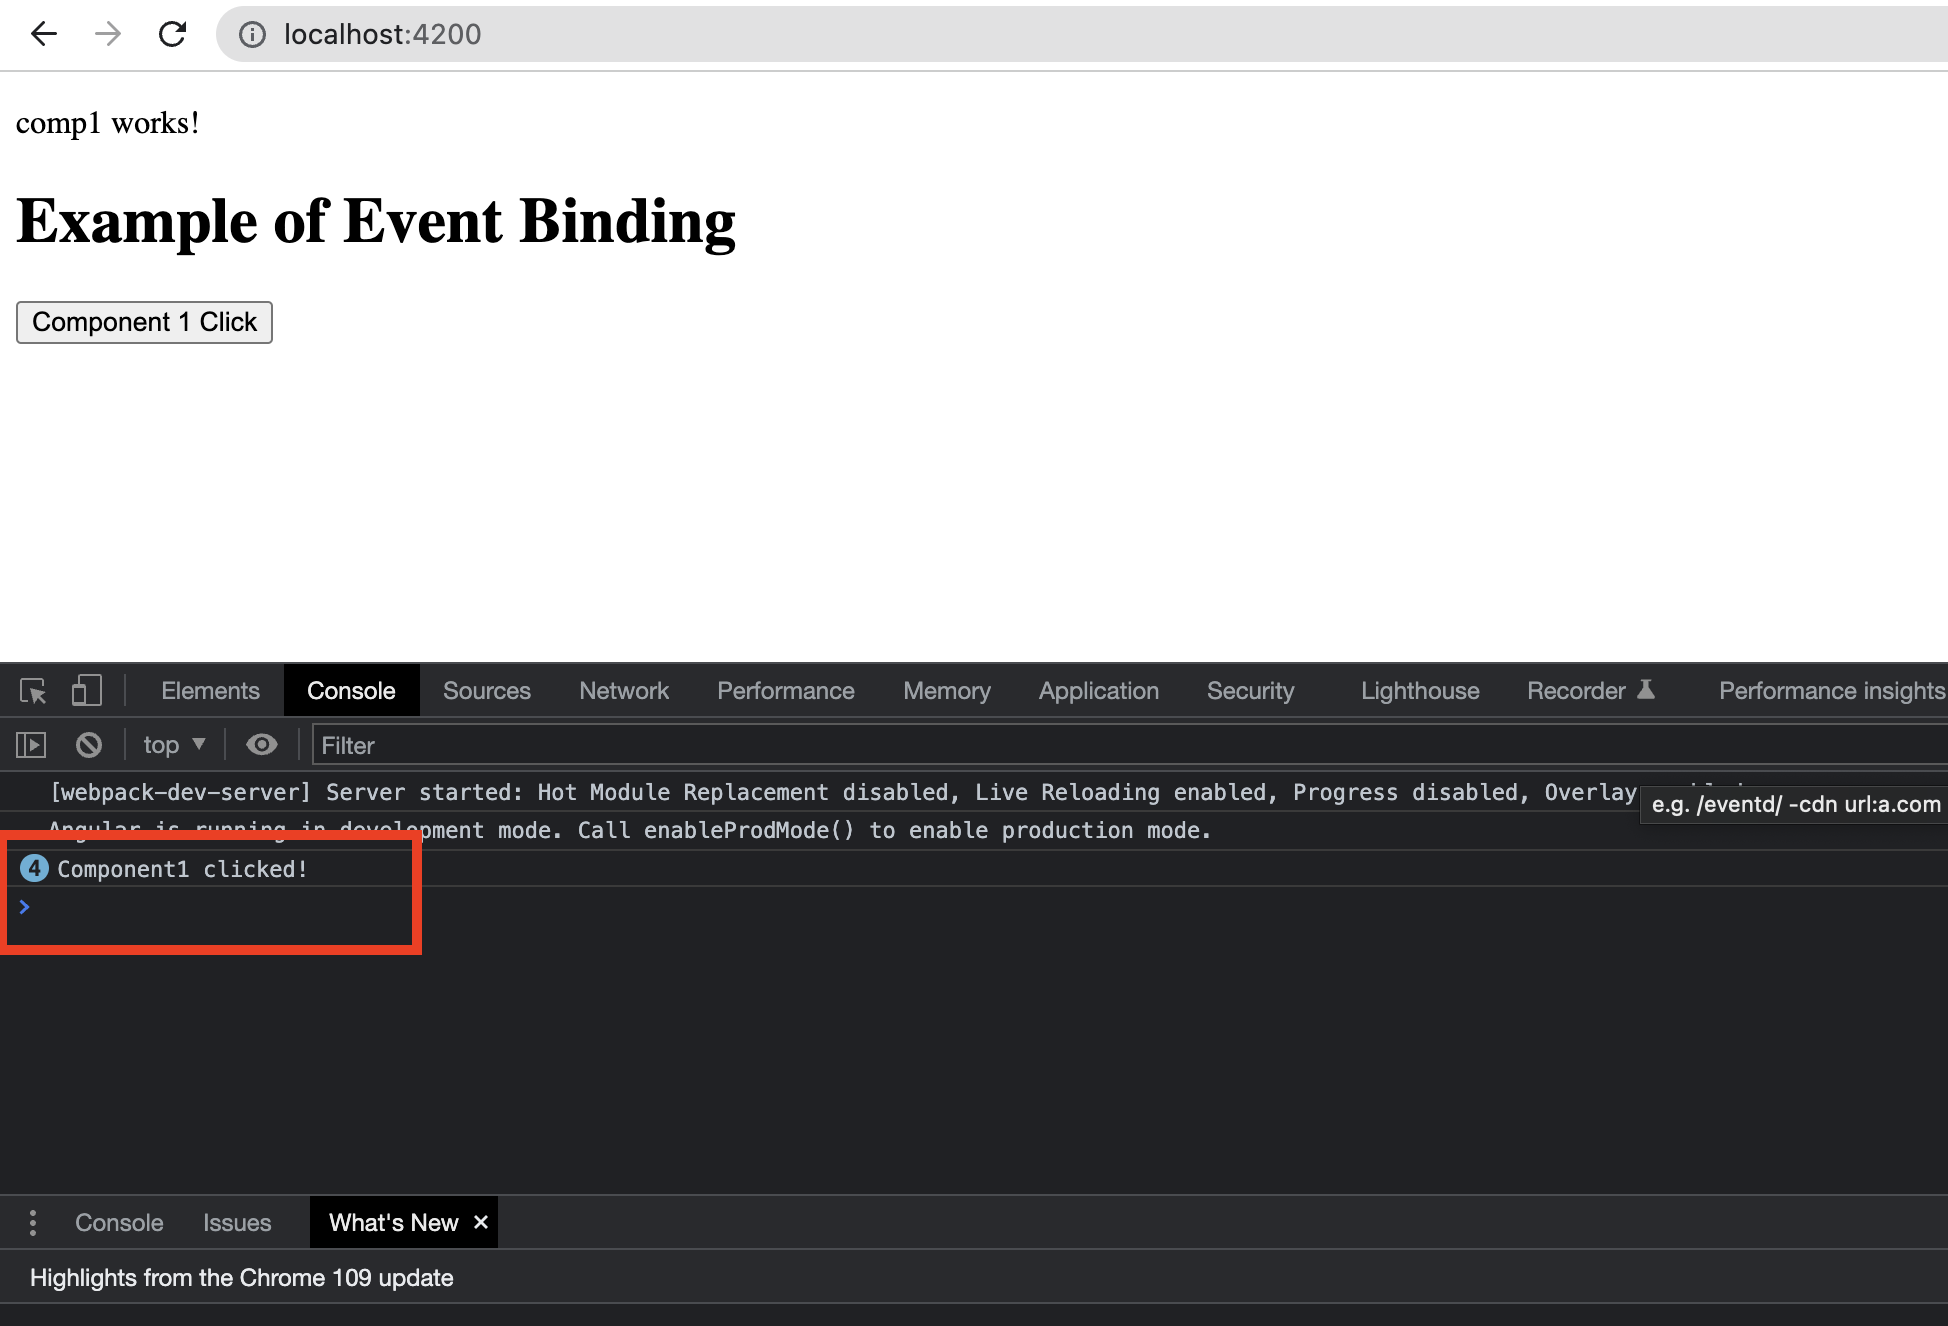 localhost:4200
comp1 works!
Example of Event Binding
Component 1 Click
Elements Console Sources Network Performance Memory Application Security Lighthouse Recorder Performance insights
top Filter
[webpack-dev-server] Server started: Hot Module Replacement disabled, Live Reloading enabled, Progress disabled, Overlay
e.g. /eventd/ -cdn url:a.com
Angular is running in development mode. Call enableProdMode() to enable production mode.
4 Component1 clicked!
>
Console Issues What's New ×
Highlights from the Chrome 109 update